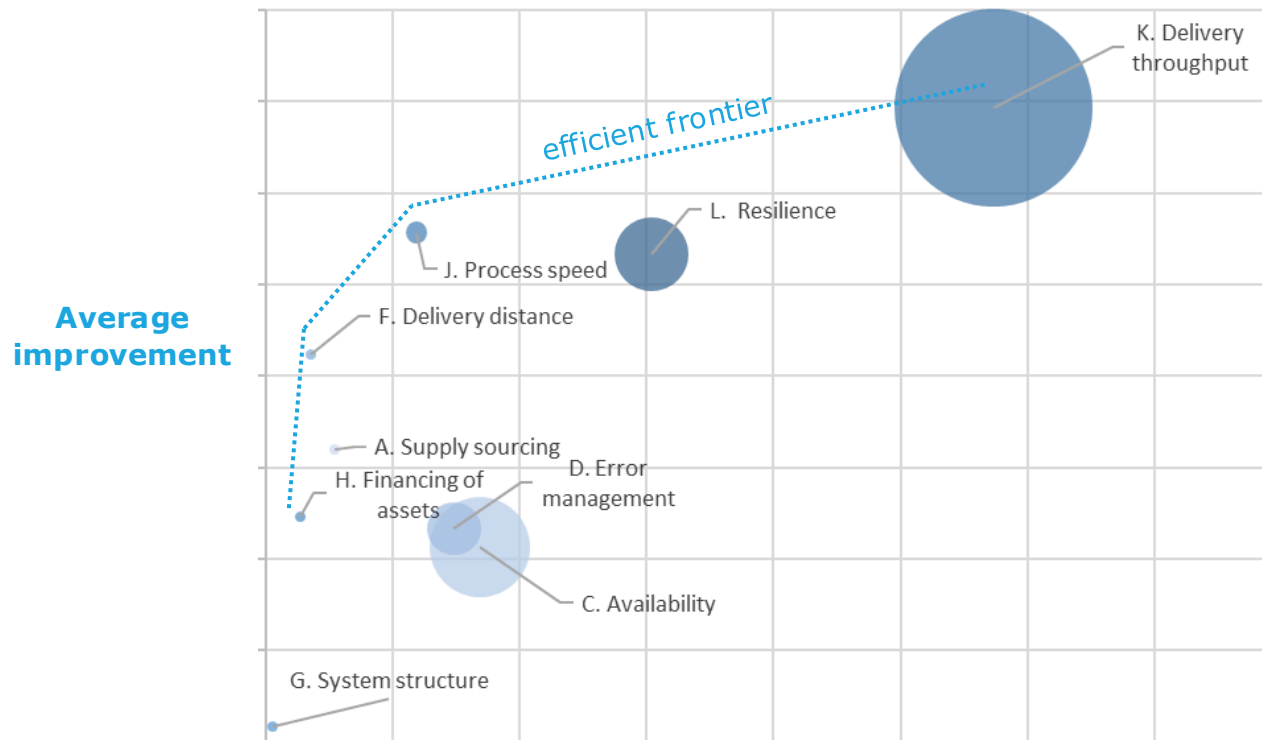 K. Delivery
throughput
efficient frontier
L. Resilience
J. Process speed
Average
improvement
F. Delivery distance
A. Supply sourcing
D. Error
management
H. Financing of
assets
C. Availability
G. System structure